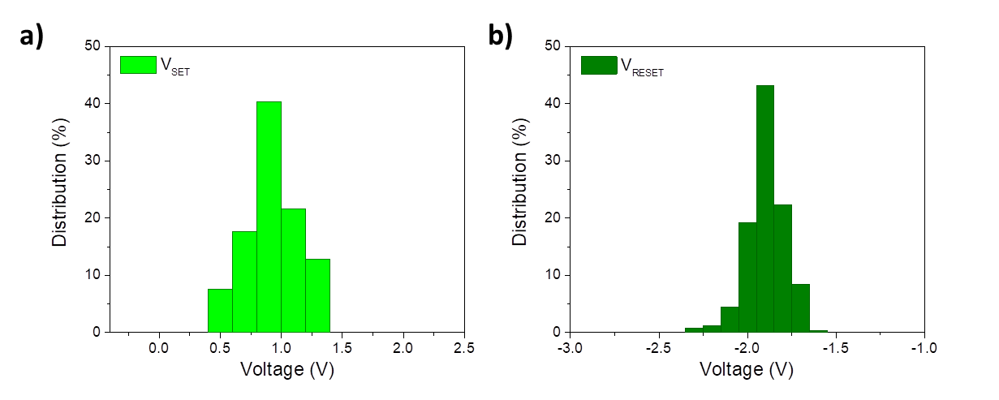 a)
50
40
30
20
10
0
Distribution (%)
V_SET
0.0 0.5 1.0 1.5 2.0 2.5
Voltage (V)
b)
50
40
30
20
10
0
Distribution (%)
V_RESET
-3.0 -2.5 -2.0 -1.5 -1.0
Voltage (V)